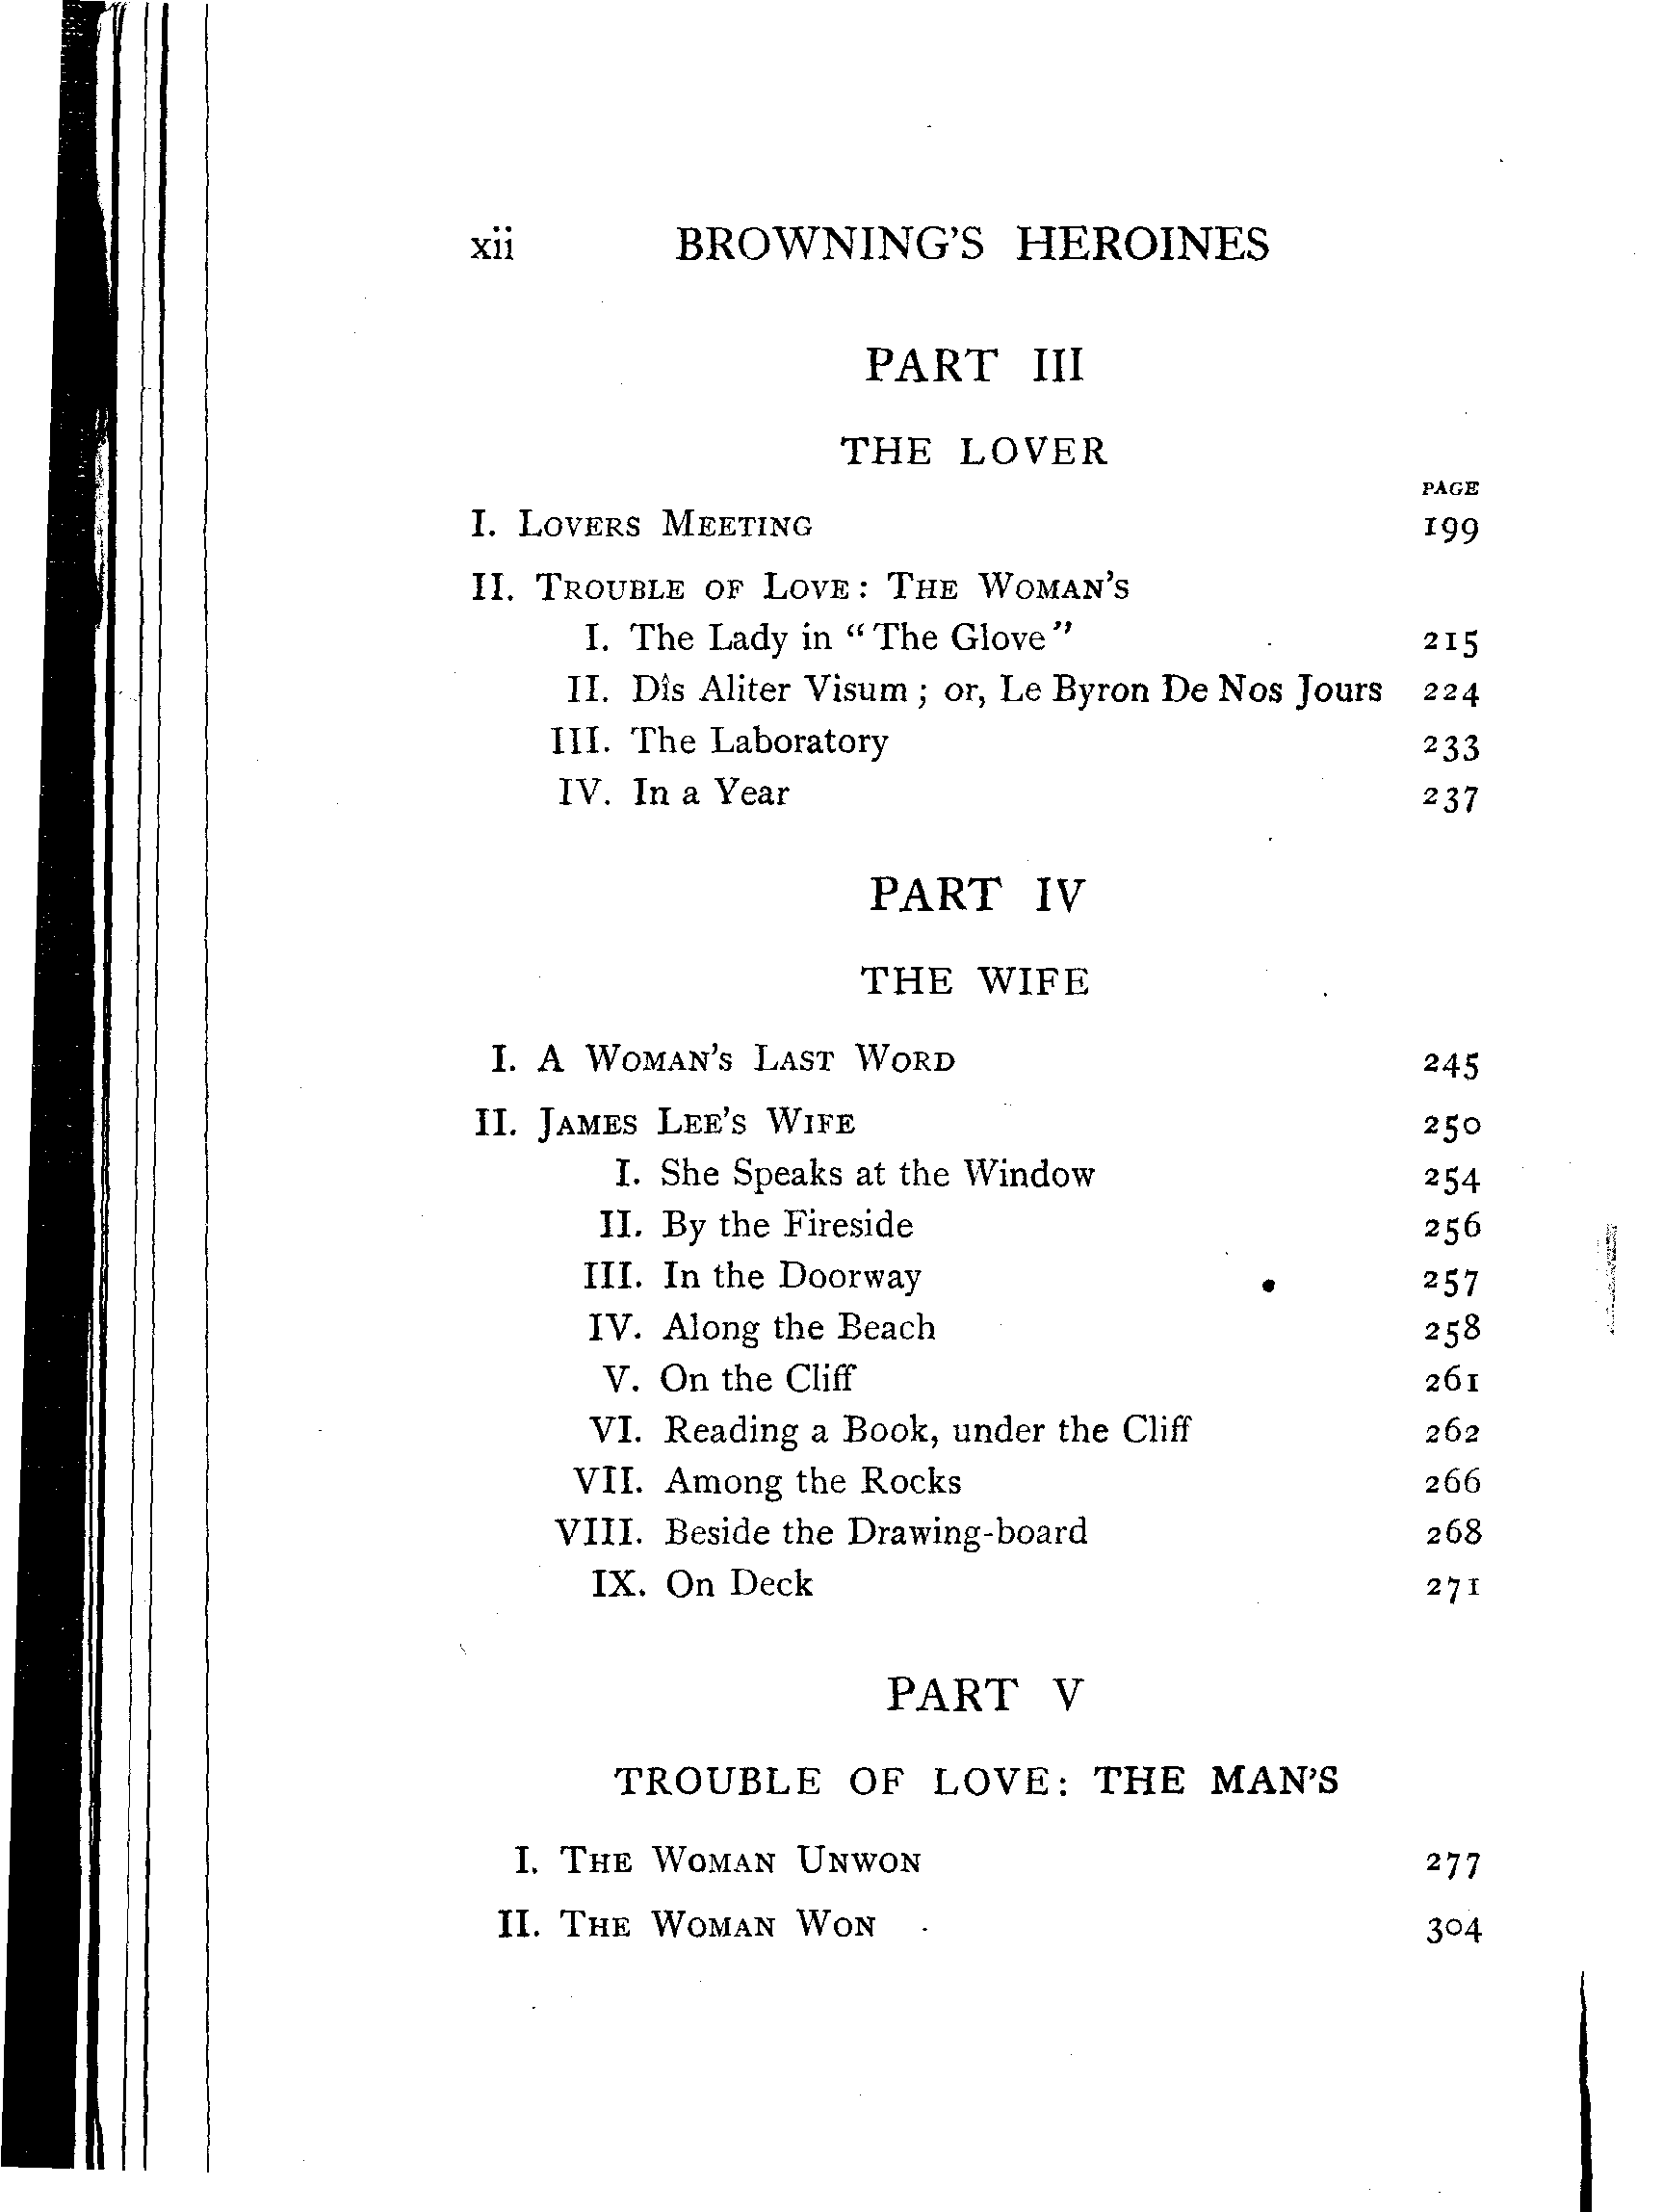 xii BROWNING'S HEROINES
PART III
THE LOVER
PAGE
I. LOVERS MEETING 199
II. TROUBLE OF LOVE: THE WOMAN'S
I. The Lady in “The Glove” 215
II. Dîs Aliter Visum; or, Le Byron De Nos Jours 224
III. The Laboratory 233
IV. In a Year 237
PART IV
THE WIFE
I. A WOMAN'S LAST WORD 245
II. JAMES LEE'S WIFE 250
I. She Speaks at the Window 254
II. By the Fireside 256
III. In the Doorway 257
IV. Along the Beach 258
V. On the Cliff 261
VI. Reading a Book, under the Cliff 262
VII. Among the Rocks 266
VIII. Beside the Drawing-board 268
IX. On Deck 271
PART V
TROUBLE OF LOVE: THE MAN'S
I. THE WOMAN UNWON 277
II. THE WOMAN WON 304